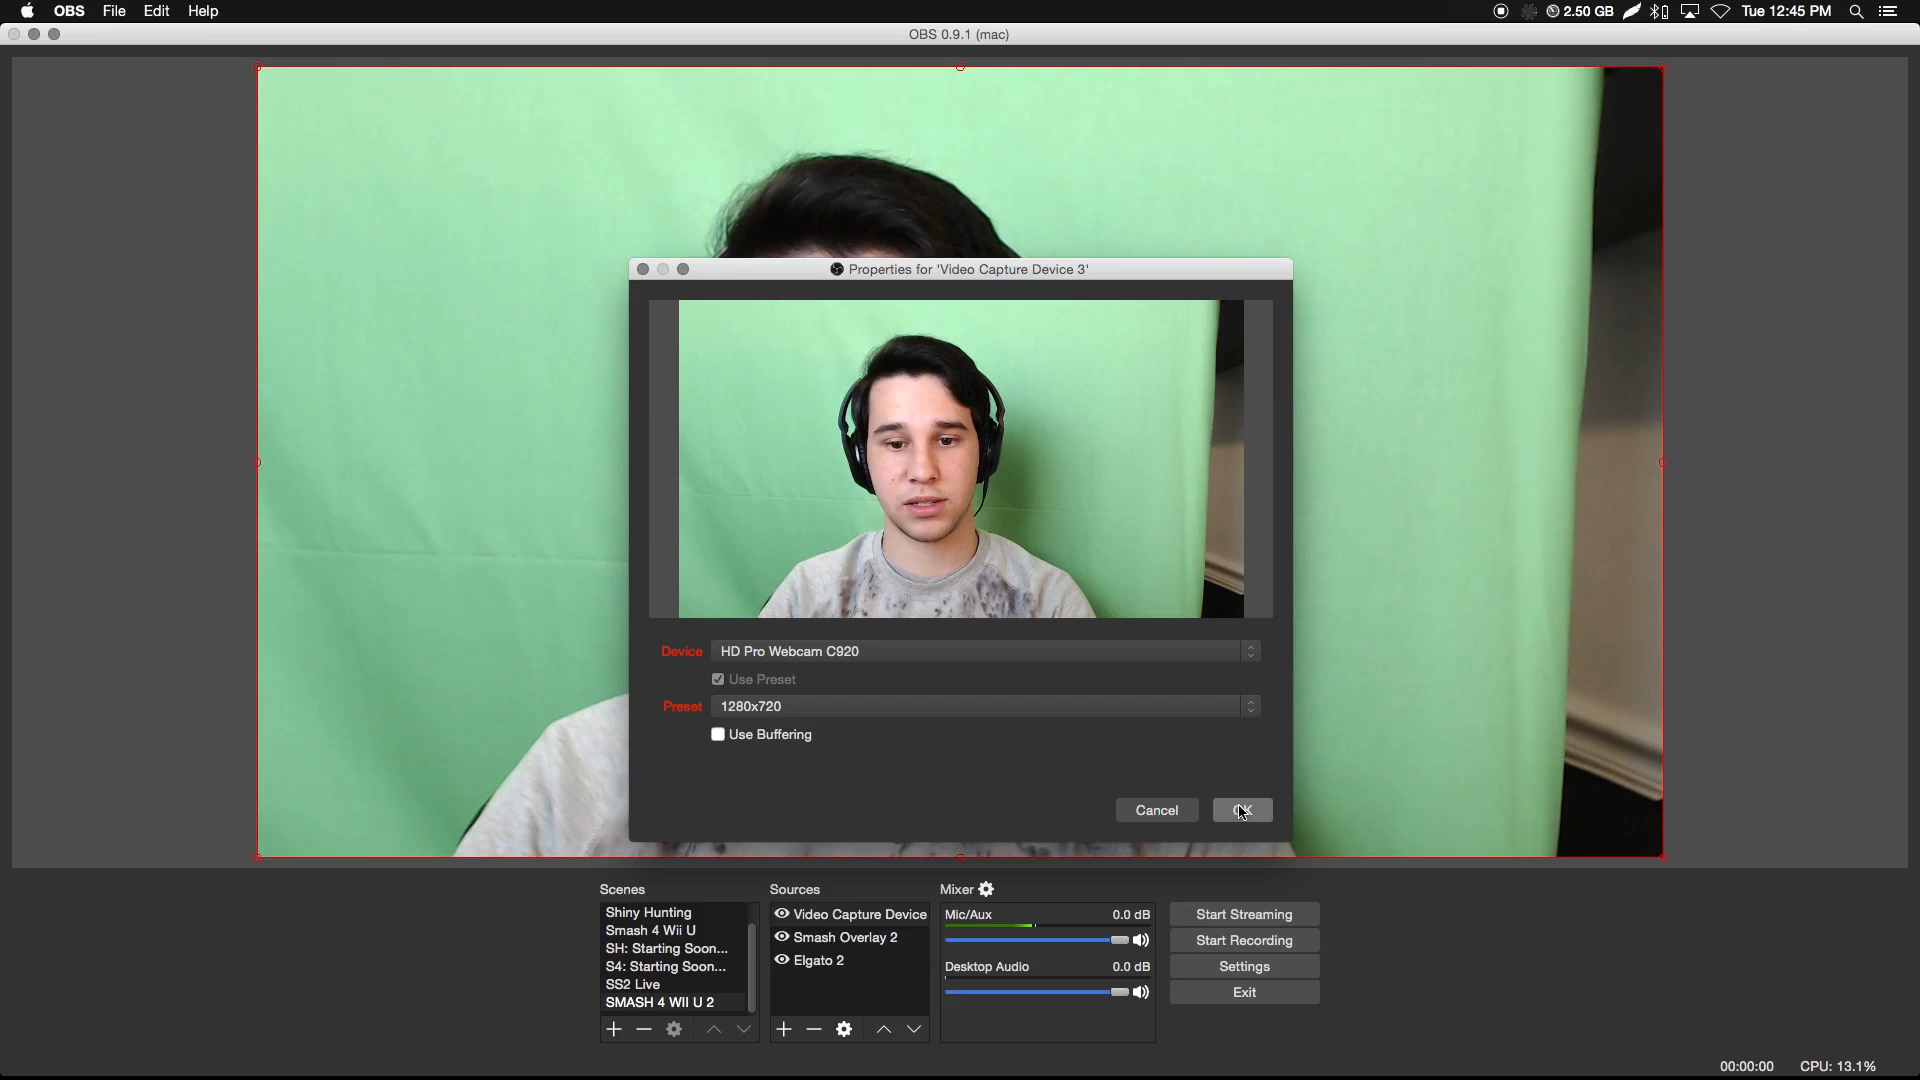 OBS File Edit Help
2.50 GB Tue 12:45 PM
OBS 0.9.1 (mac)
Properties for 'Video Capture Device 3'
Device HD Pro Webcam C920
Use Preset
Preset 1280x720
Use Buffering
Cancel OK
Scenes
Shiny Hunting
Smash 4 Wii U
SH: Starting Soon...
S4: Starting Soon...
SS2 Live
SMASH 4 WII U 2
Sources
Video Capture Device
Smash Overlay 2
Elgato 2
Mixer
Mic/Aux 0.0 dB
Desktop Audio 0.0 dB
Start Streaming
Start Recording
Settings
Exit
00:00:00 CPU: 13.1%